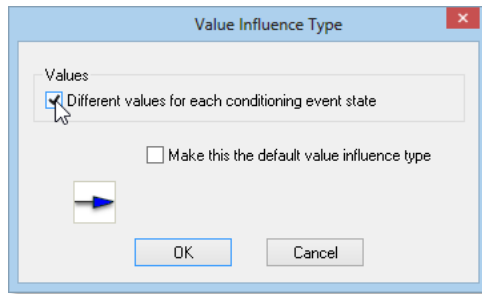 Value Influence Type
Values
Different values for each conditioning event state
Make this the default value influence type
OK
Cancel